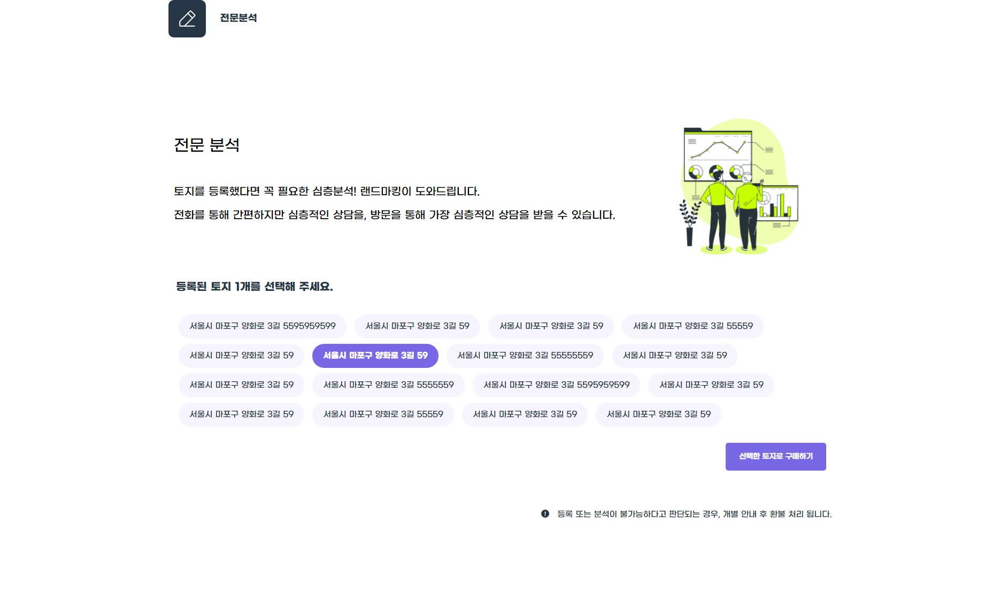 전문분석
전문 분석
토지를 등록했다면 꼭 필요한 심층분석! 랜드마킹이 도와드립니다.
전화를 통해 간편하지만 심층적인 상담을, 방문을 통해 가장 심층적인 상담을 받을 수 있습니다.
등록된 토지 1개를 선택해 주세요.
서울시 마포구 양화로 3길 5595959599 서울시 마포구 양화로 3길 59 서울시 마포구 양화로 3길 59 서울시 마포구 양화로 3길 55559
서울시 마포구 양화로 3길 59 서울시 마포구 양화로 3길 59 서울시 마포구 양화로 3길 55555559 서울시 마포구 양화로 3길 59
서울시 마포구 양화로 3길 59 서울시 마포구 양화로 3길 5555559 서울시 마포구 양화로 3길 5595959599 서울시 마포구 양화로 3길 59
서울시 마포구 양화로 3길 59 서울시 마포구 양화로 3길 55559 서울시 마포구 양화로 3길 59 서울시 마포구 양화로 3길 59
선택한 토지로 구매하기
등록 또는 분석이 불가능하다고 판단되는 경우, 개별 안내 후 환불 처리 됩니다.